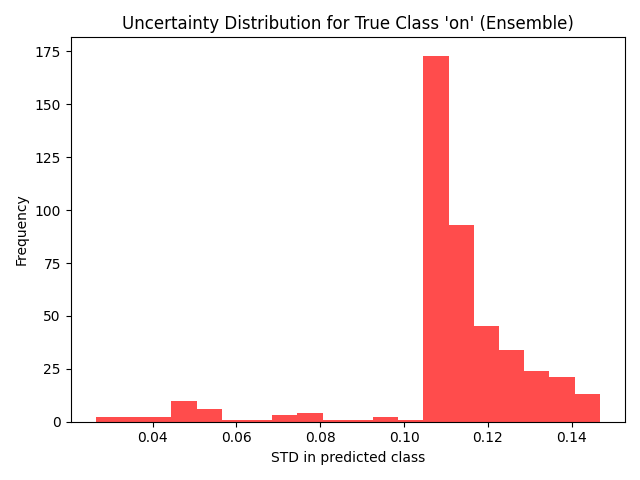 Uncertainty Distribution for True Class 'on' (Ensemble)
175
150
125
100
75
50
25
0
Frequency
0.04 0.06 0.08 0.10 0.12 0.14
STD in predicted class